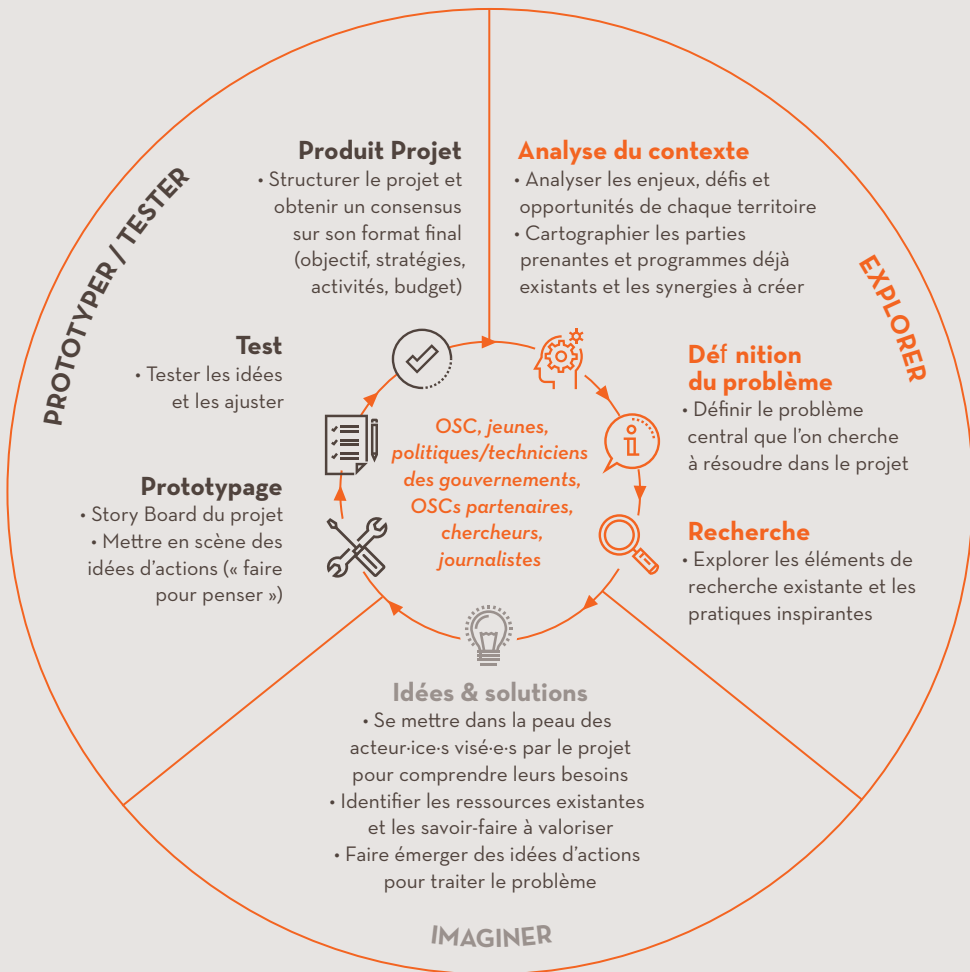 EXPLORER
Analyse du contexte
• Analyser les enjeux, défis et
opportunités de chaque territoire
• Cartographier les parties
prenantes et programmes déjà
existants et les synergies à créer
Déf nition
du problème
• Définir le problème
central que l’on cherche
à résoudre dans le projet
Recherche
• Explorer les éléments de
recherche existante et les
pratiques inspirantes
IMAGINER
Idées & solutions
• Se mettre dans la peau des
acteur·ice·s visé·e·s par le projet
pour comprendre leurs besoins
• Identifier les ressources existantes
et les savoir-faire à valoriser
• Faire émerger des idées d’actions
pour traiter le problème
PROTOTYPER / TESTER
Prototypage
• Story Board du projet
• Mettre en scène des
idées d’actions (« faire
pour penser »)
Test
• Tester les idées
et les ajuster
Produit Projet
• Structurer le projet et
obtenir un consensus
sur son format final
(objectif, stratégies,
activités, budget)
OSC, jeunes,
politiques/techniciens
des gouvernements,
OSCs partenaires,
chercheurs,
journalistes